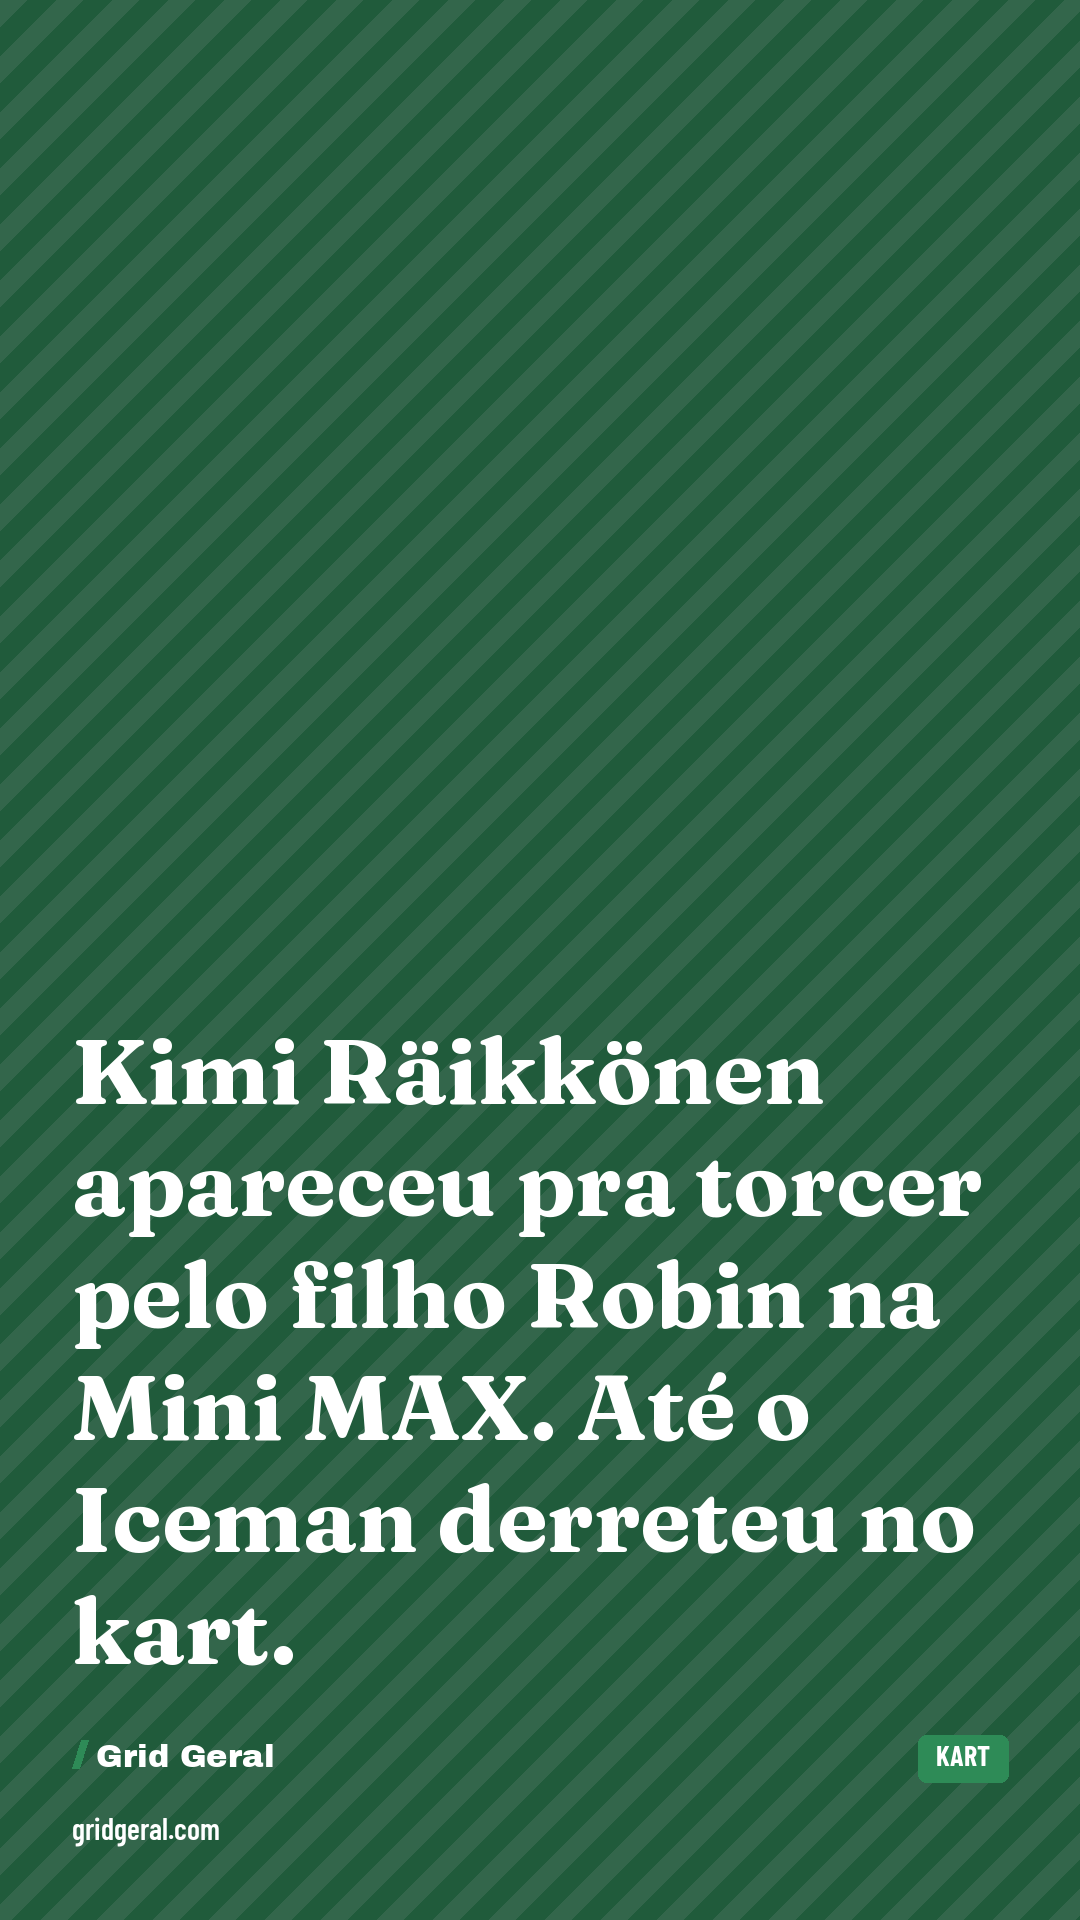 Kimi Räikkönen
apareceu pra torcer
pelo filho Robin na
Mini MAX. Até o
Iceman derreteu no
kart.
/ Grid Geral
KART
gridgeral.com